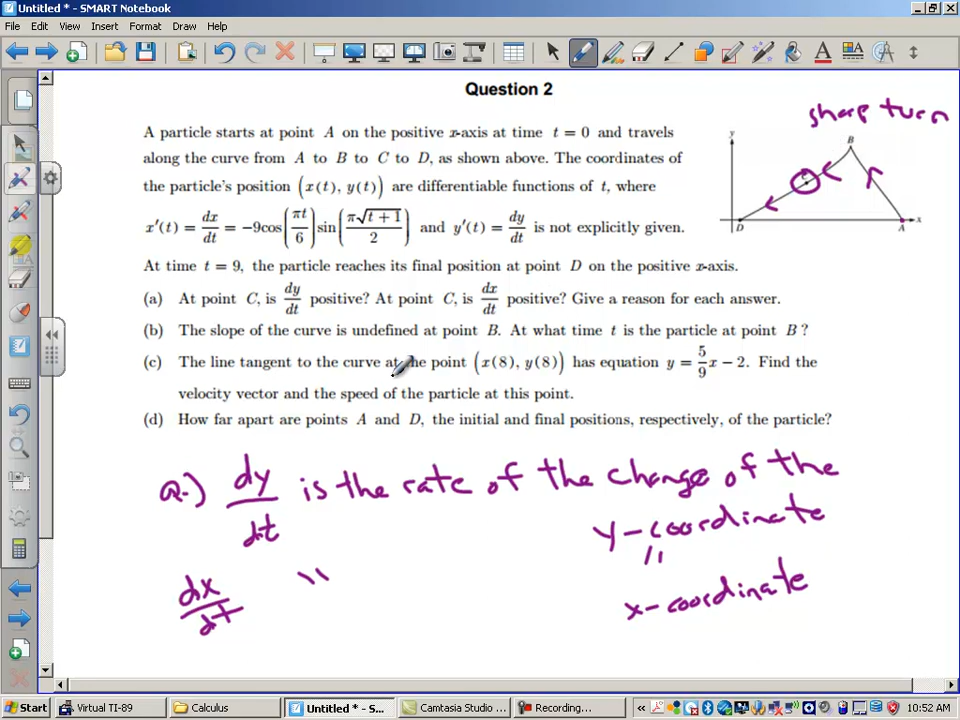 Untitled * - SMART Notebook
File Edit View Insert Format Draw Help
Question 2
sharp turn
A particle starts at point A on the positive x-axis at time t = 0 and travels
along the curve from A to B to C to D, as shown above. The coordinates of
the particle's position (x(t), y(t)) are differentiable functions of t, where
x′(t) = dx/dt = −9cos(πt/6)sin(π√(t+1)/2) and y′(t) = dy/dt is not explicitly given.
y
B
C
D
A
x
At time t = 9, the particle reaches its final position at point D on the positive x-axis.
(a) At point C, is dy/dt positive? At point C, is dx/dt positive? Give a reason for each answer.
(b) The slope of the curve is undefined at point B. At what time t is the particle at point B?
(c) The line tangent to the curve at the point (x(8), y(8)) has equation y = 5/9 x − 2. Find the
velocity vector and the speed of the particle at this point.
(d) How far apart are points A and D, the initial and final positions, respectively, of the particle?
a.) dy/dt is the rate of the change of the
y-coordinate
dx/dt " "
x-coordinate
Start Virtual TI-89 Calculus Untitled * - S... Camtasia Studio ... Recording... 10:52 AM